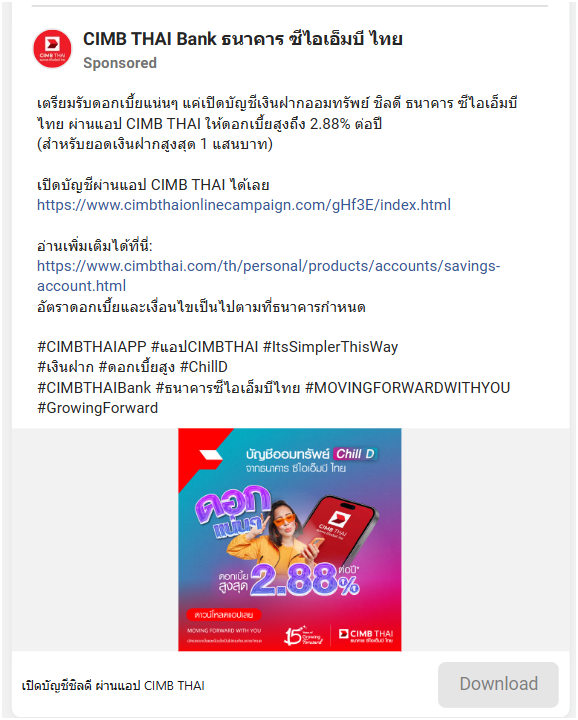 CIMB THAI Bank ธนาคาร ซีไอเอ็มบี ไทย
Sponsored
เตรียมรับดอกเบี้ยแน่นๆ แค่เปิดบัญชีเงินฝากออมทรัพย์ ชิลดี ธนาคาร ซีไอเอ็มบี
ไทย ผ่านแอป CIMB THAI ให้ดอกเบี้ยสูงถึง 2.88% ต่อปี
(สำหรับยอดเงินฝากสูงสุด 1 แสนบาท)
เปิดบัญชีผ่านแอป CIMB THAI ได้เลย
https://www.cimbthaionlinecampaign.com/gHf3E/index.html
อ่านเพิ่มเติมได้ที่นี่:
https://www.cimbthai.com/th/personal/products/accounts/savings-
account.html
อัตราดอกเบี้ยและเงื่อนไขเป็นไปตามที่ธนาคารกำหนด
#CIMBTHAIAPP #แอปCIMBTHAI #ItsSimplerThisWay
#เงินฝาก #ดอกเบี้ยสูง #ChillD
#CIMBTHAIBank #ธนาคารซีไอเอ็มบีไทย #MOVINGFORWARDWITHYOU
#GrowingForward
บัญชีออมทรัพย์ Chill D
จากธนาคาร ซีไอเอ็มบี ไทย
ดอก
แน่นๆ
CIMB THAI
ดอกเบี้ย
สูงสุด 2.88% ต่อปี*
ดาวน์โหลดแอปเลย
MOVING FORWARD WITH YOU
15 Years of Growing Forward
CIMB THAI
ธนาคาร ซีไอเอ็มบี ไทย
เปิดบัญชีชิลดี ผ่านแอป CIMB THAI
Download